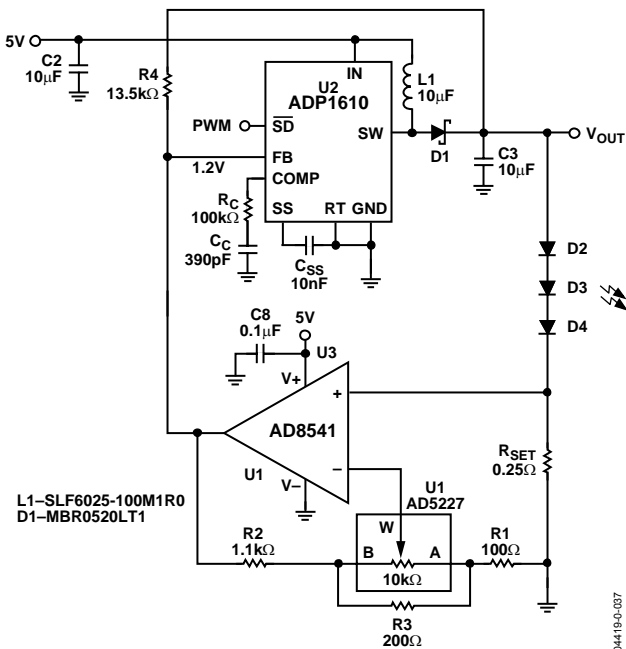 5V
C2
10μF
R4
13.5kΩ
PWM
IN
U2
ADP1610
SD
SW
FB
1.2V
COMP
SS
RT
GND
L1
10μF
D1
VOUT
C3
10μF
RC
100kΩ
CC
390pF
CSS
10nF
D2
D3
D4
C8
0.1μF
5V
U3
V+
+
AD8541
U1
V–
–
RSET
0.25Ω
L1–SLF6025-100M1R0
D1–MBR0520LT1
U1
AD5227
W
B
A
10kΩ
R2
1.1kΩ
R1
100Ω
R3
200Ω
04419-0-037